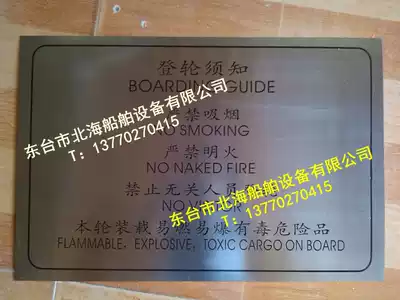 登轮须知
BOARDING GUIDE
东台市北海船舶设备有限公司
T：13770270415
禁吸烟
NO SMOKING
严禁明火
NO NAKED FIRE
禁止无关人员
NO V
东台市北海船舶设备有限公司
T：13770270415
本轮装载易燃易爆有毒危险品
FLAMMABLE, EXPLOSIVE, TOXIC CARGO ON BOARD